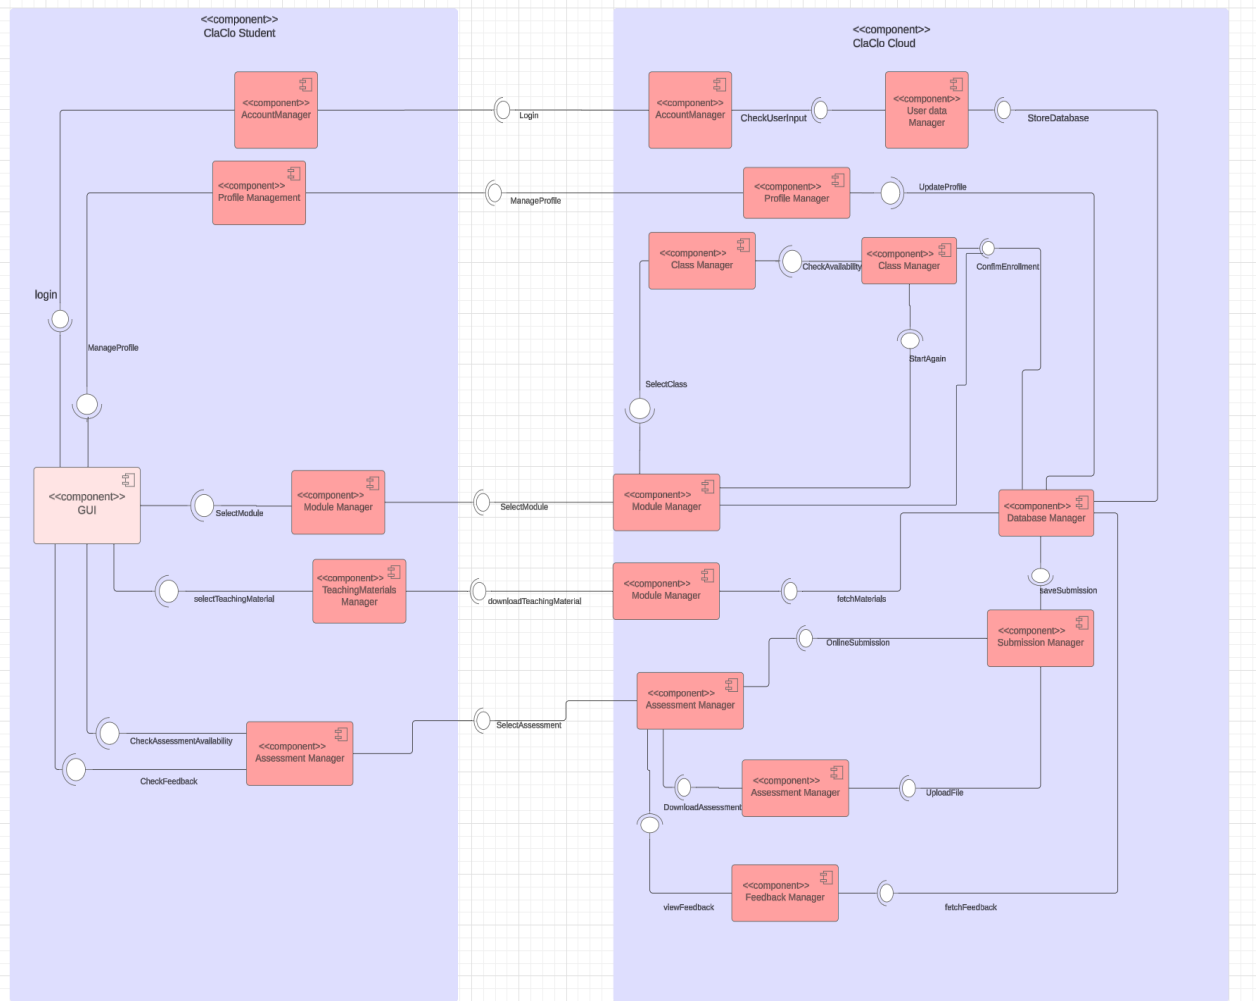 <<component>>
ClaClo Student
<<component>>
ClaClo Cloud
<<component>>
AccountManager
Login
<<component>>
AccountManager
CheckUserInput
<<component>>
User data
Manager
StoreDatabase
<<component>>
Profile Management
ManageProfile
<<component>>
Profile Manager
UpdateProfile
<<component>>
Class Manager
CheckAvailability
<<component>>
Class Manager
ConfimEnrollment
login
ManageProfile
StartAgain
SelectClass
<<component>>
GUI
SelectModule
<<component>>
Module Manager
SelectModule
<<component>>
Module Manager
<<component>>
Database Manager
selectTeachingMaterial
<<component>>
TeachingMaterials
Manager
downloadTeachingMaterial
<<component>>
Module Manager
fetchMaterials
saveSubmission
OnlineSubmission
<<component>>
Submission Manager
CheckAssessmentAvailability
CheckFeedback
<<component>>
Assessment Manager
SelectAssessment
<<component>>
Assessment Manager
DownloadAssessment
<<component>>
Assessment Manager
UploadFile
viewFeedback
<<component>>
Feedback Manager
fetchFeedback